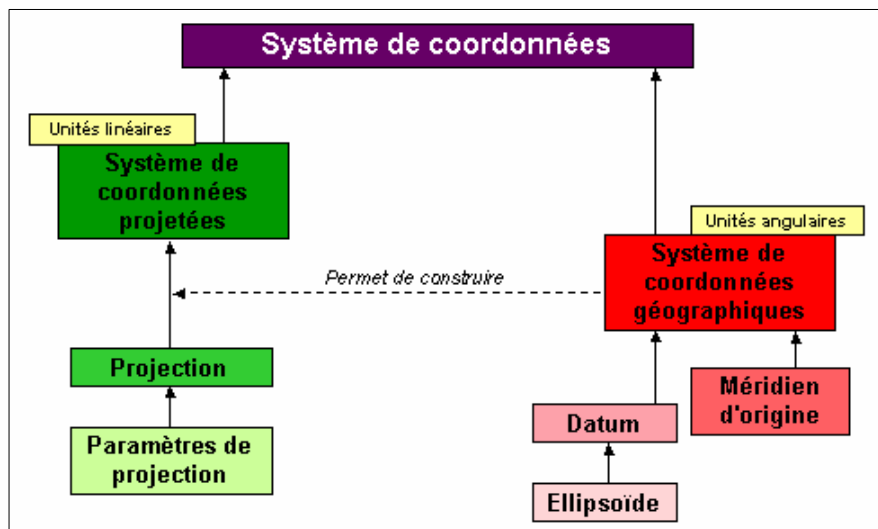 Système de coordonnées
Unités linéaires
Système de
coordonnées
projetées
Unités angulaires
Système de
coordonnées
géographiques
Permet de construire
Projection
Méridien
d'origine
Datum
Paramètres de
projection
Ellipsoïde